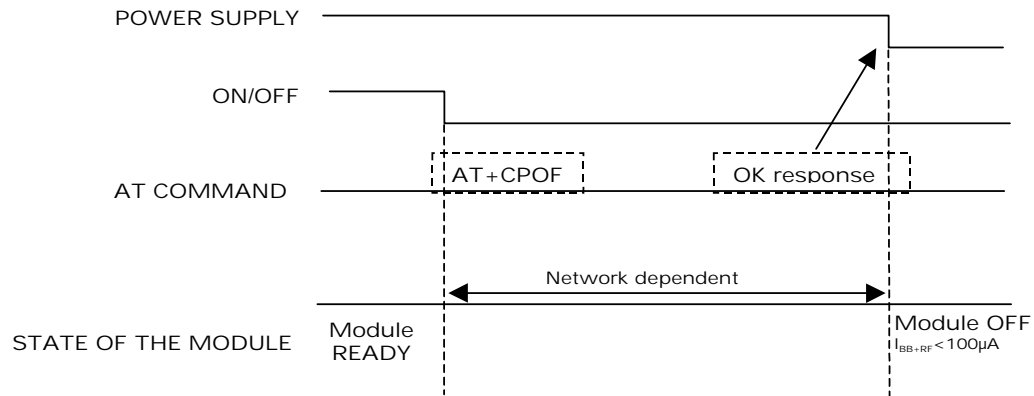 POWER SUPPLY
ON/OFF
AT+CPOF
OK response
AT COMMAND
Network dependent
STATE OF THE MODULE
Module
READY
Module OFF
I_BB+RF<100µA